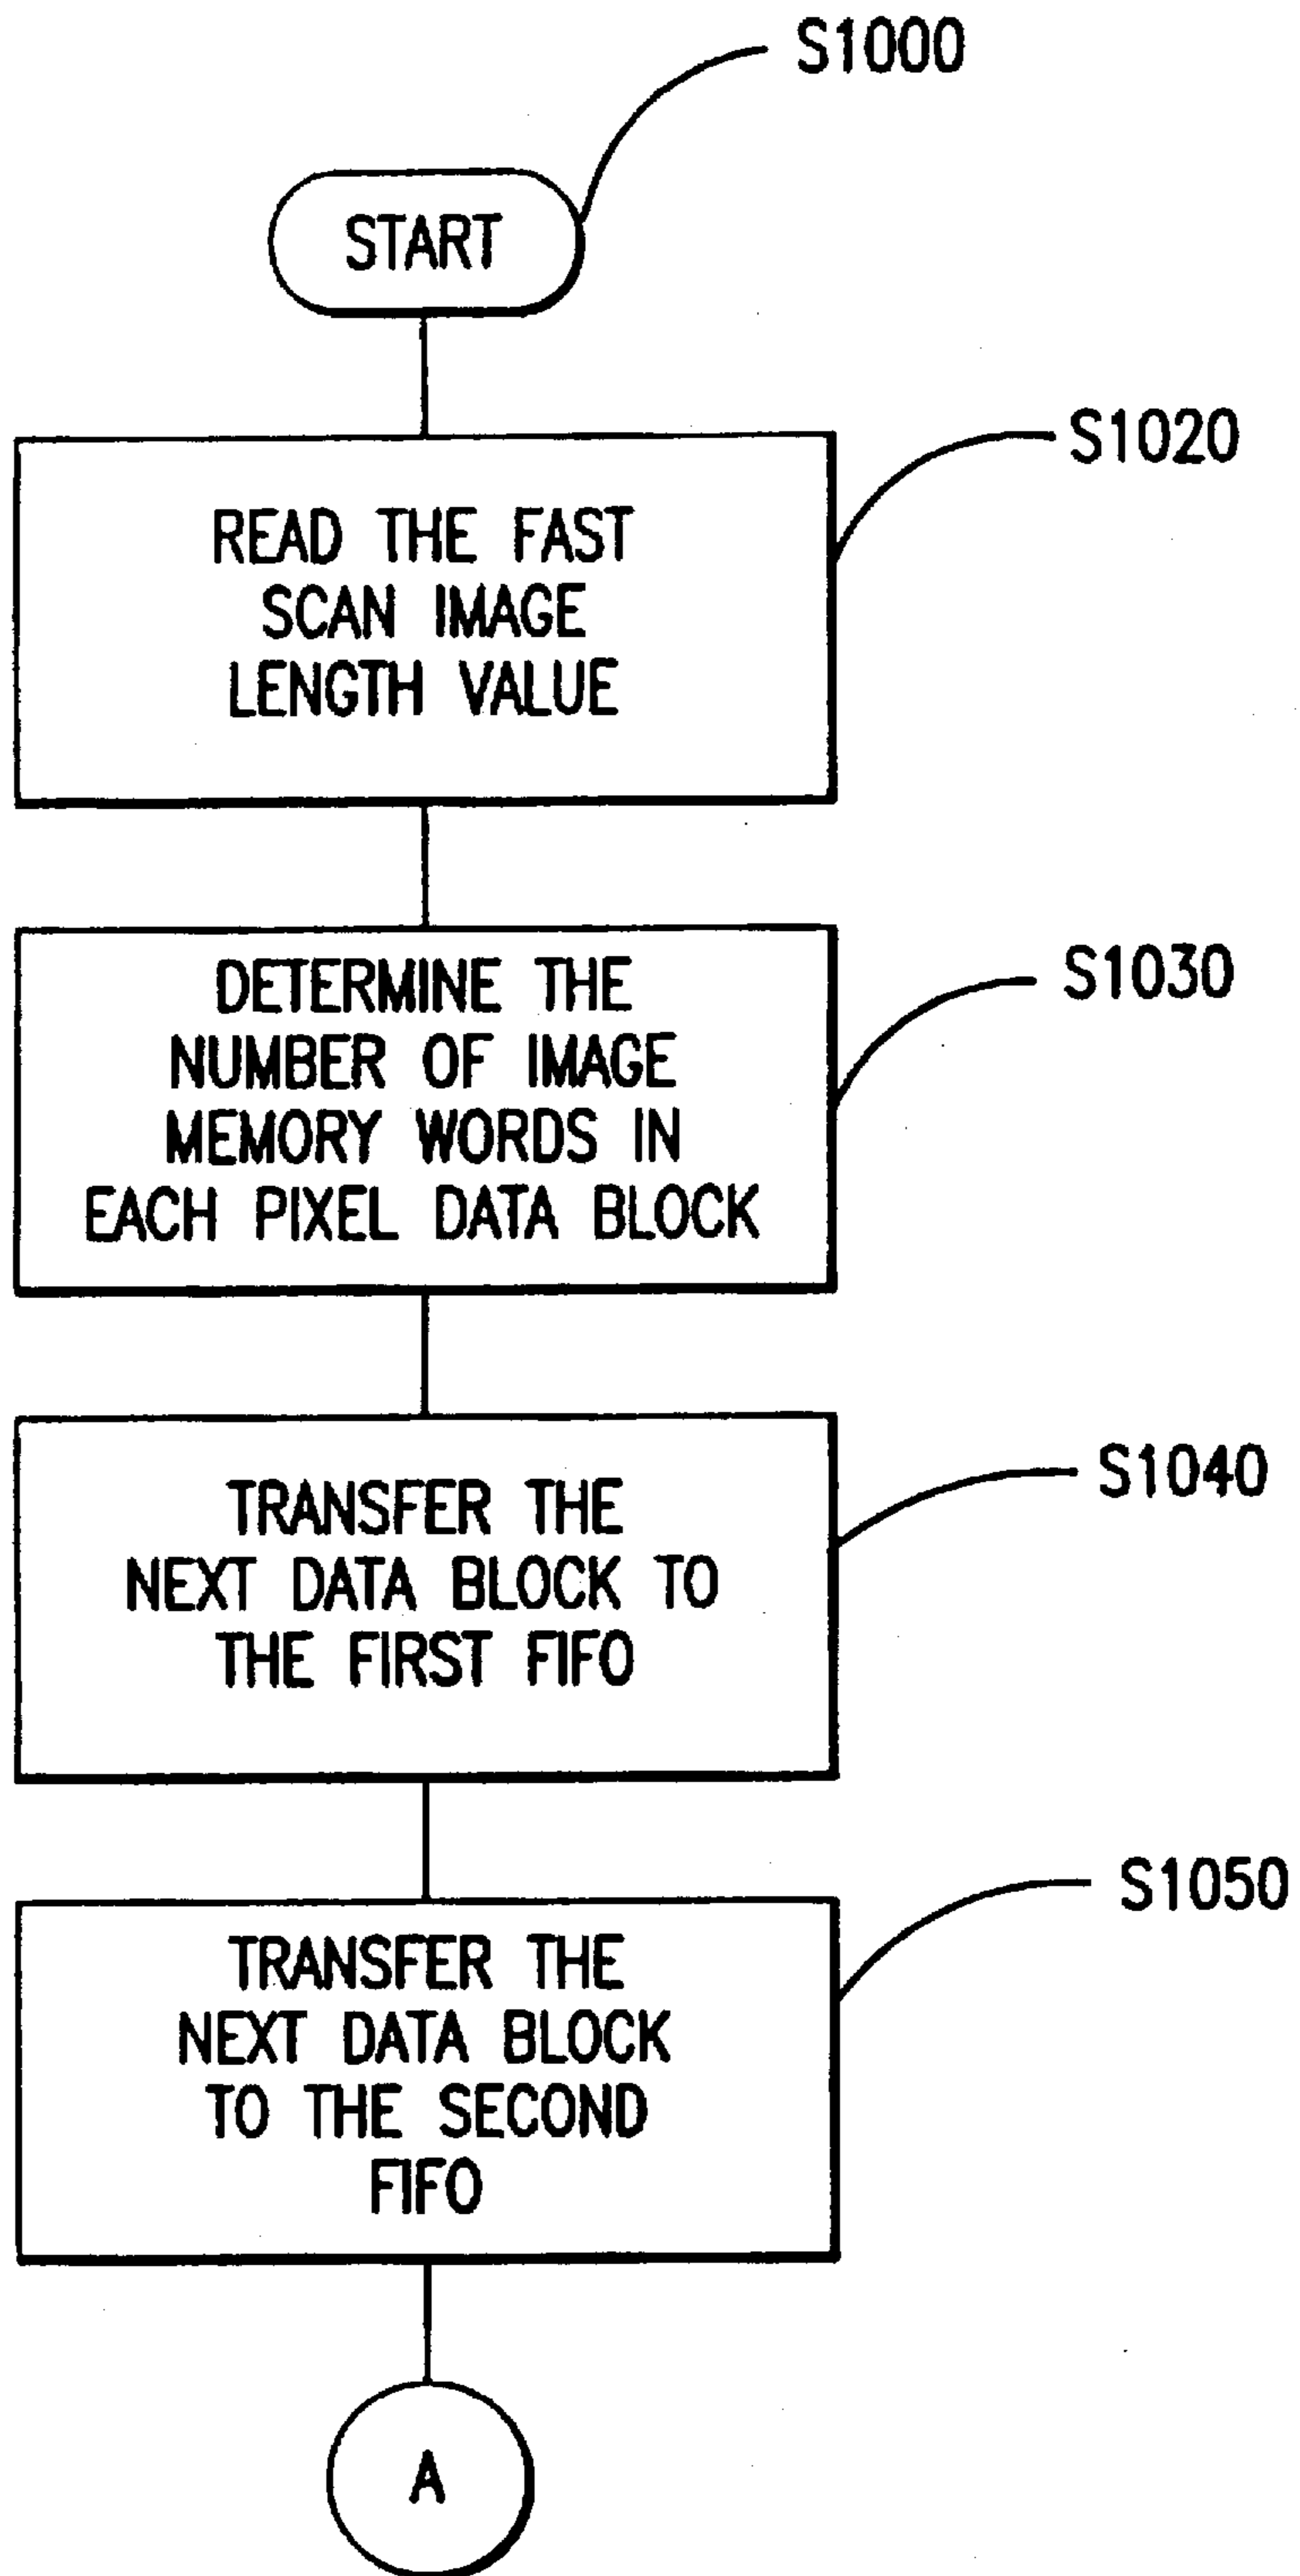 S1000
START
S1020
READ THE FAST
SCAN IMAGE
LENGTH VALUE
S1030
DETERMINE THE
NUMBER OF IMAGE
MEMORY WORDS IN
EACH PIXEL DATA BLOCK
S1040
TRANSFER THE
NEXT DATA BLOCK TO
THE FIRST FIFO
S1050
TRANSFER THE
NEXT DATA BLOCK
TO THE SECOND
FIFO
A